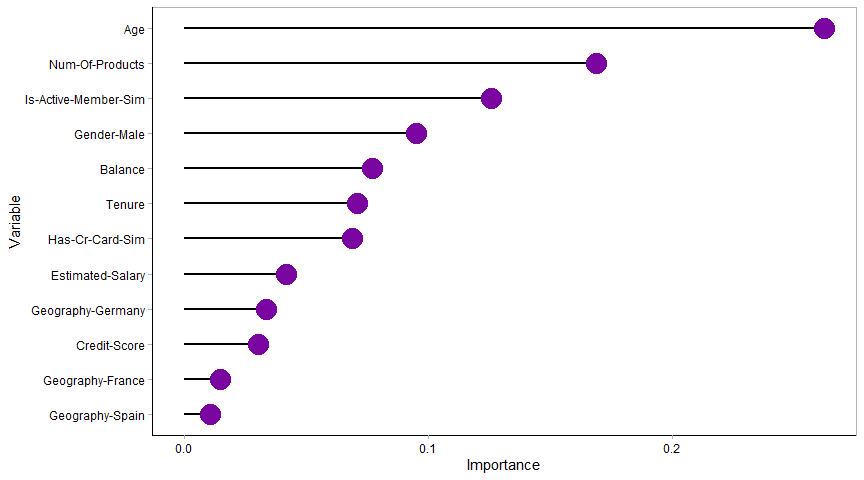 Age
Num-Of-Products
Is-Active-Member-Sim
Gender-Male
Balance
Tenure
Has-Cr-Card-Sim
Estimated-Salary
Geography-Germany
Credit-Score
Geography-France
Geography-Spain
Variable
0.0 0.1 0.2
Importance